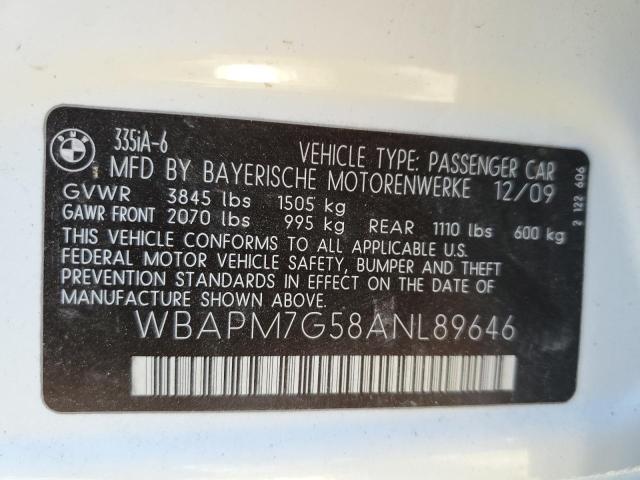 BMW
335iA-6
VEHICLE TYPE: PASSENGER CAR
MFD BY BAYERISCHE MOTORENWERKE 12/09
GVWR 3845 lbs 1505 kg
GAWR FRONT 2070 lbs 995 kg REAR 1110 lbs 600 kg
THIS VEHICLE CONFORMS TO ALL APPLICABLE U.S.
FEDERAL MOTOR VEHICLE SAFETY, BUMPER AND THEFT
PREVENTION STANDARDS IN EFFECT ON THE DATE OF
MANUFACTURE SHOWN ABOVE.
WBAPM7G58ANL89646
2 122 606